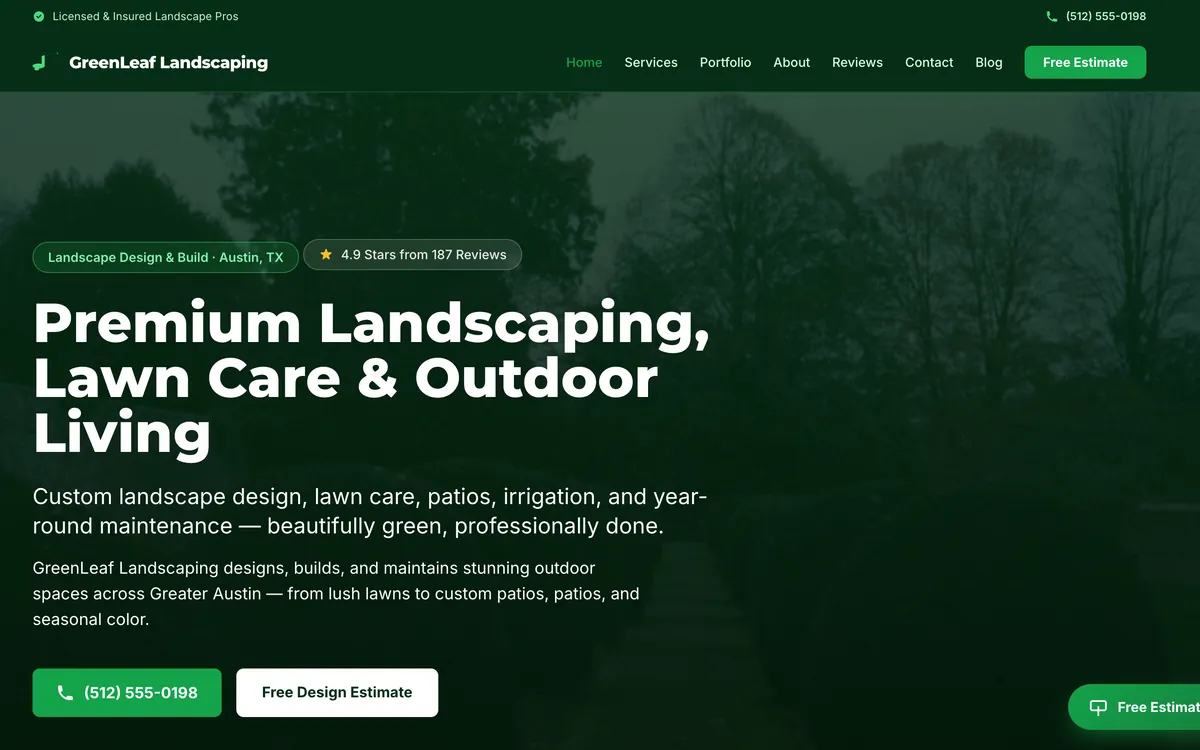 Licensed & Insured Landscape Pros
(512) 555-0198
GreenLeaf Landscaping
Home
Services
Portfolio
About
Reviews
Contact
Blog
Free Estimate
Landscape Design & Build · Austin, TX
4.9 Stars from 187 Reviews
Premium Landscaping,
Lawn Care & Outdoor
Living
Custom landscape design, lawn care, patios, irrigation, and year-
round maintenance — beautifully green, professionally done.
GreenLeaf Landscaping designs, builds, and maintains stunning outdoor
spaces across Greater Austin — from lush lawns to custom patios, patios, and
seasonal color.
(512) 555-0198
Free Design Estimate
Free Estimat